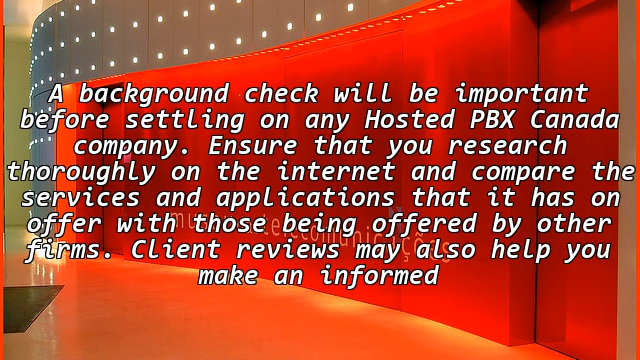 A background check will be important
before settling on any Hosted PBX Canada
company. Ensure that you research
thoroughly on the internet and compare the
services and applications that it has on
offer with those being offered by other
firms. Client reviews may also help you
make an informed